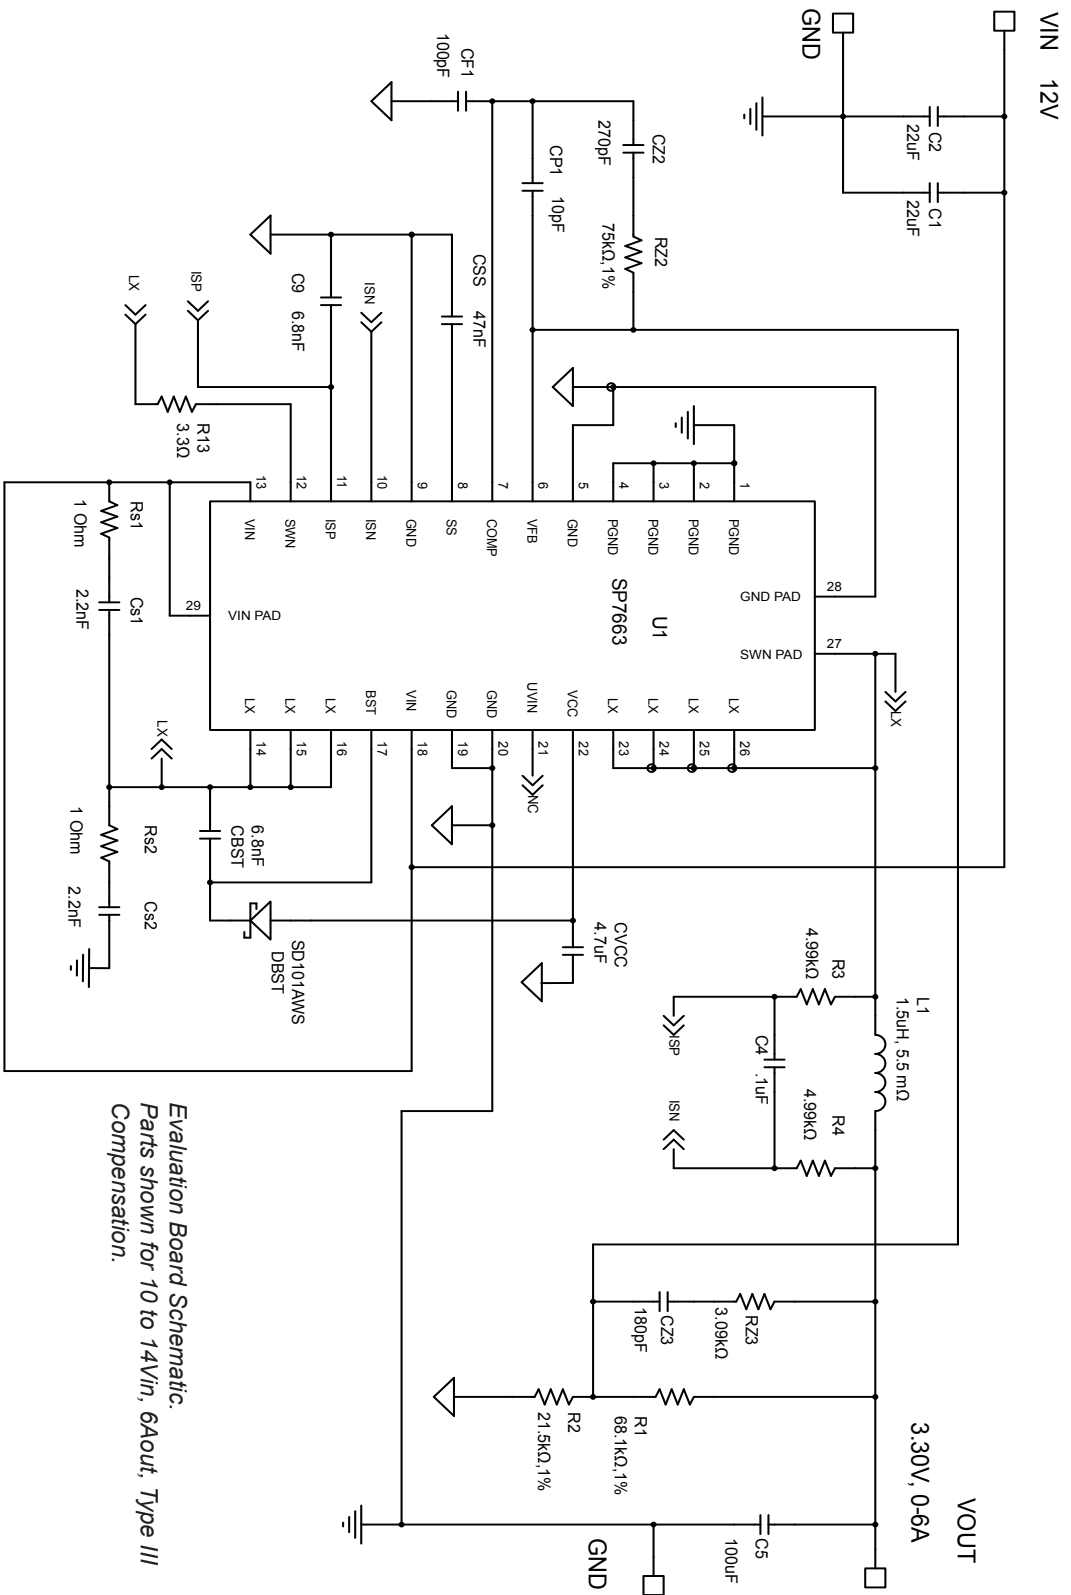 VIN 12V
GND
C2
22uF
C1
22uF
CF1
100pF
CZ2
270pF
RZ2
75kΩ,1%
CP1
10pF
CSS
47nF
C9
6.8nF
ISN
ISP
LX
R13
3.3Ω
U1
SP7663
1
PGND
2
PGND
3
PGND
4
PGND
5
GND
6
VFB
7
COMP
8
SS
9
GND
10
ISN
11
ISP
12
SWN
13
VIN
28
GND PAD
27
SWN PAD
29
VIN PAD
26
LX
25
LX
24
LX
23
LX
22
VCC
21
UVIN
20
GND
19
GND
18
VIN
17
BST
16
LX
15
LX
14
LX
LX
NC
LX
Rs1
1 Ohm
Cs1
2.2nF
Rs2
1 Ohm
Cs2
2.2nF
6.8nF
CBST
SD101AWS
DBST
CVCC
4.7uF
L1
1.5uH, 5.5 mΩ
R3
4.99kΩ
R4
4.99kΩ
C4
.1uF
ISP
ISN
RZ3
3.09kΩ
CZ3
180pF
R1
68.1kΩ,1%
R2
21.5kΩ,1%
C5
100uF
VOUT
3.30V, 0-6A
GND
Evaluation Board Schematic.
Parts shown for 10 to 14Vin, 6Aout, Type III
Compensation.